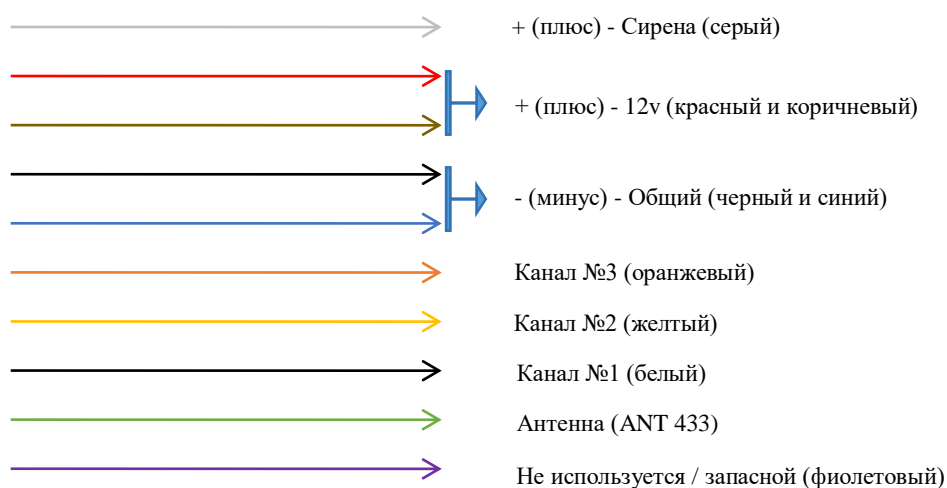 + (плюс) - Сирена (серый)
+ (плюс) - 12v (красный и коричневый)
- (минус) - Общий (черный и синий)
Канал №3 (оранжевый)
Канал №2 (желтый)
Канал №1 (белый)
Антенна (ANT 433)
Не используется / запасной (фиолетовый)